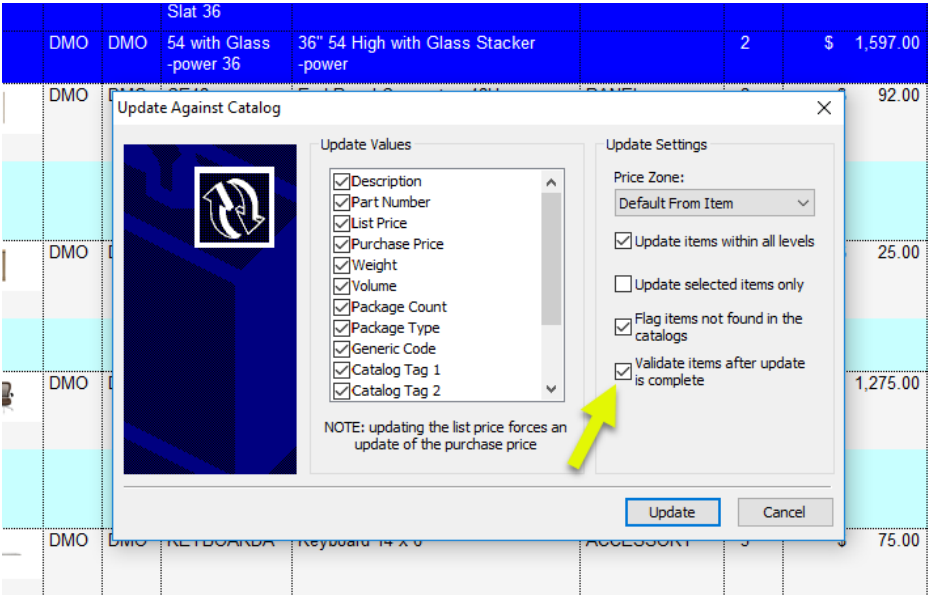 Slat 36
DMO DMO 54 with Glass 36" 54 High with Glass Stacker 2 $ 1,597.00
-power 36 -power
DMO 92.00
Update Against Catalog
Update Values
Description
Part Number
List Price
Purchase Price
Weight
Volume
Package Count
Package Type
Generic Code
Catalog Tag 1
Catalog Tag 2
NOTE: updating the list price forces an
update of the purchase price
Update Settings
Price Zone:
Default From Item
Update items within all levels
Update selected items only
Flag items not found in the
catalogs
Validate items after update
is complete
Update Cancel
DMO 25.00
DMO 1,275.00
DMO DMO KEYBOARDA Keyboard 14 x 6 ACCESSORY 75.00